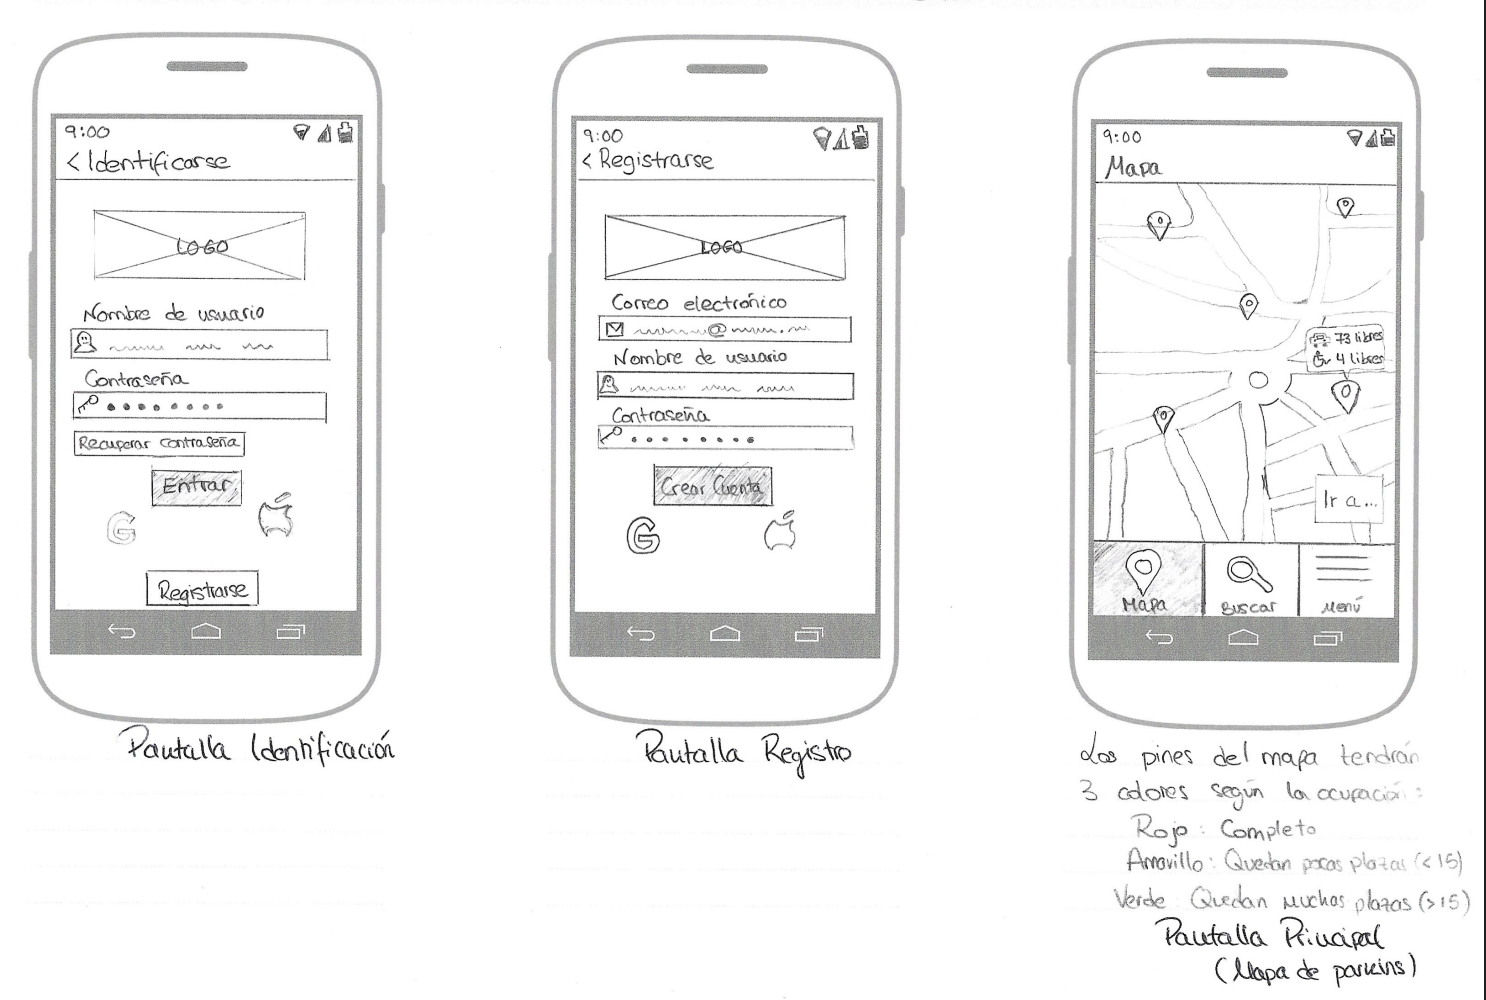 9:00
< Identificarse
LOGO
Nombre de usuario
Contraseña
Recuperar contraseña
Entrar
G
Registrarse
Pantalla Identificación
9:00
< Registrarse
LOGO
Correo electrónico
@
Nombre de usuario
Contraseña
Crear Cuenta
G
Pantalla Registro
9:00
Mapa
73 libres
4 libres
Ir a...
Mapa
Buscar
Menú
Los pines del mapa tendrán
3 colores según la ocupación:
Rojo: Completo
Amarillo: Quedan pocas plazas (<15)
Verde: Quedan muchas plazas (>15)
Pantalla Principal
(Mapa de parkins)